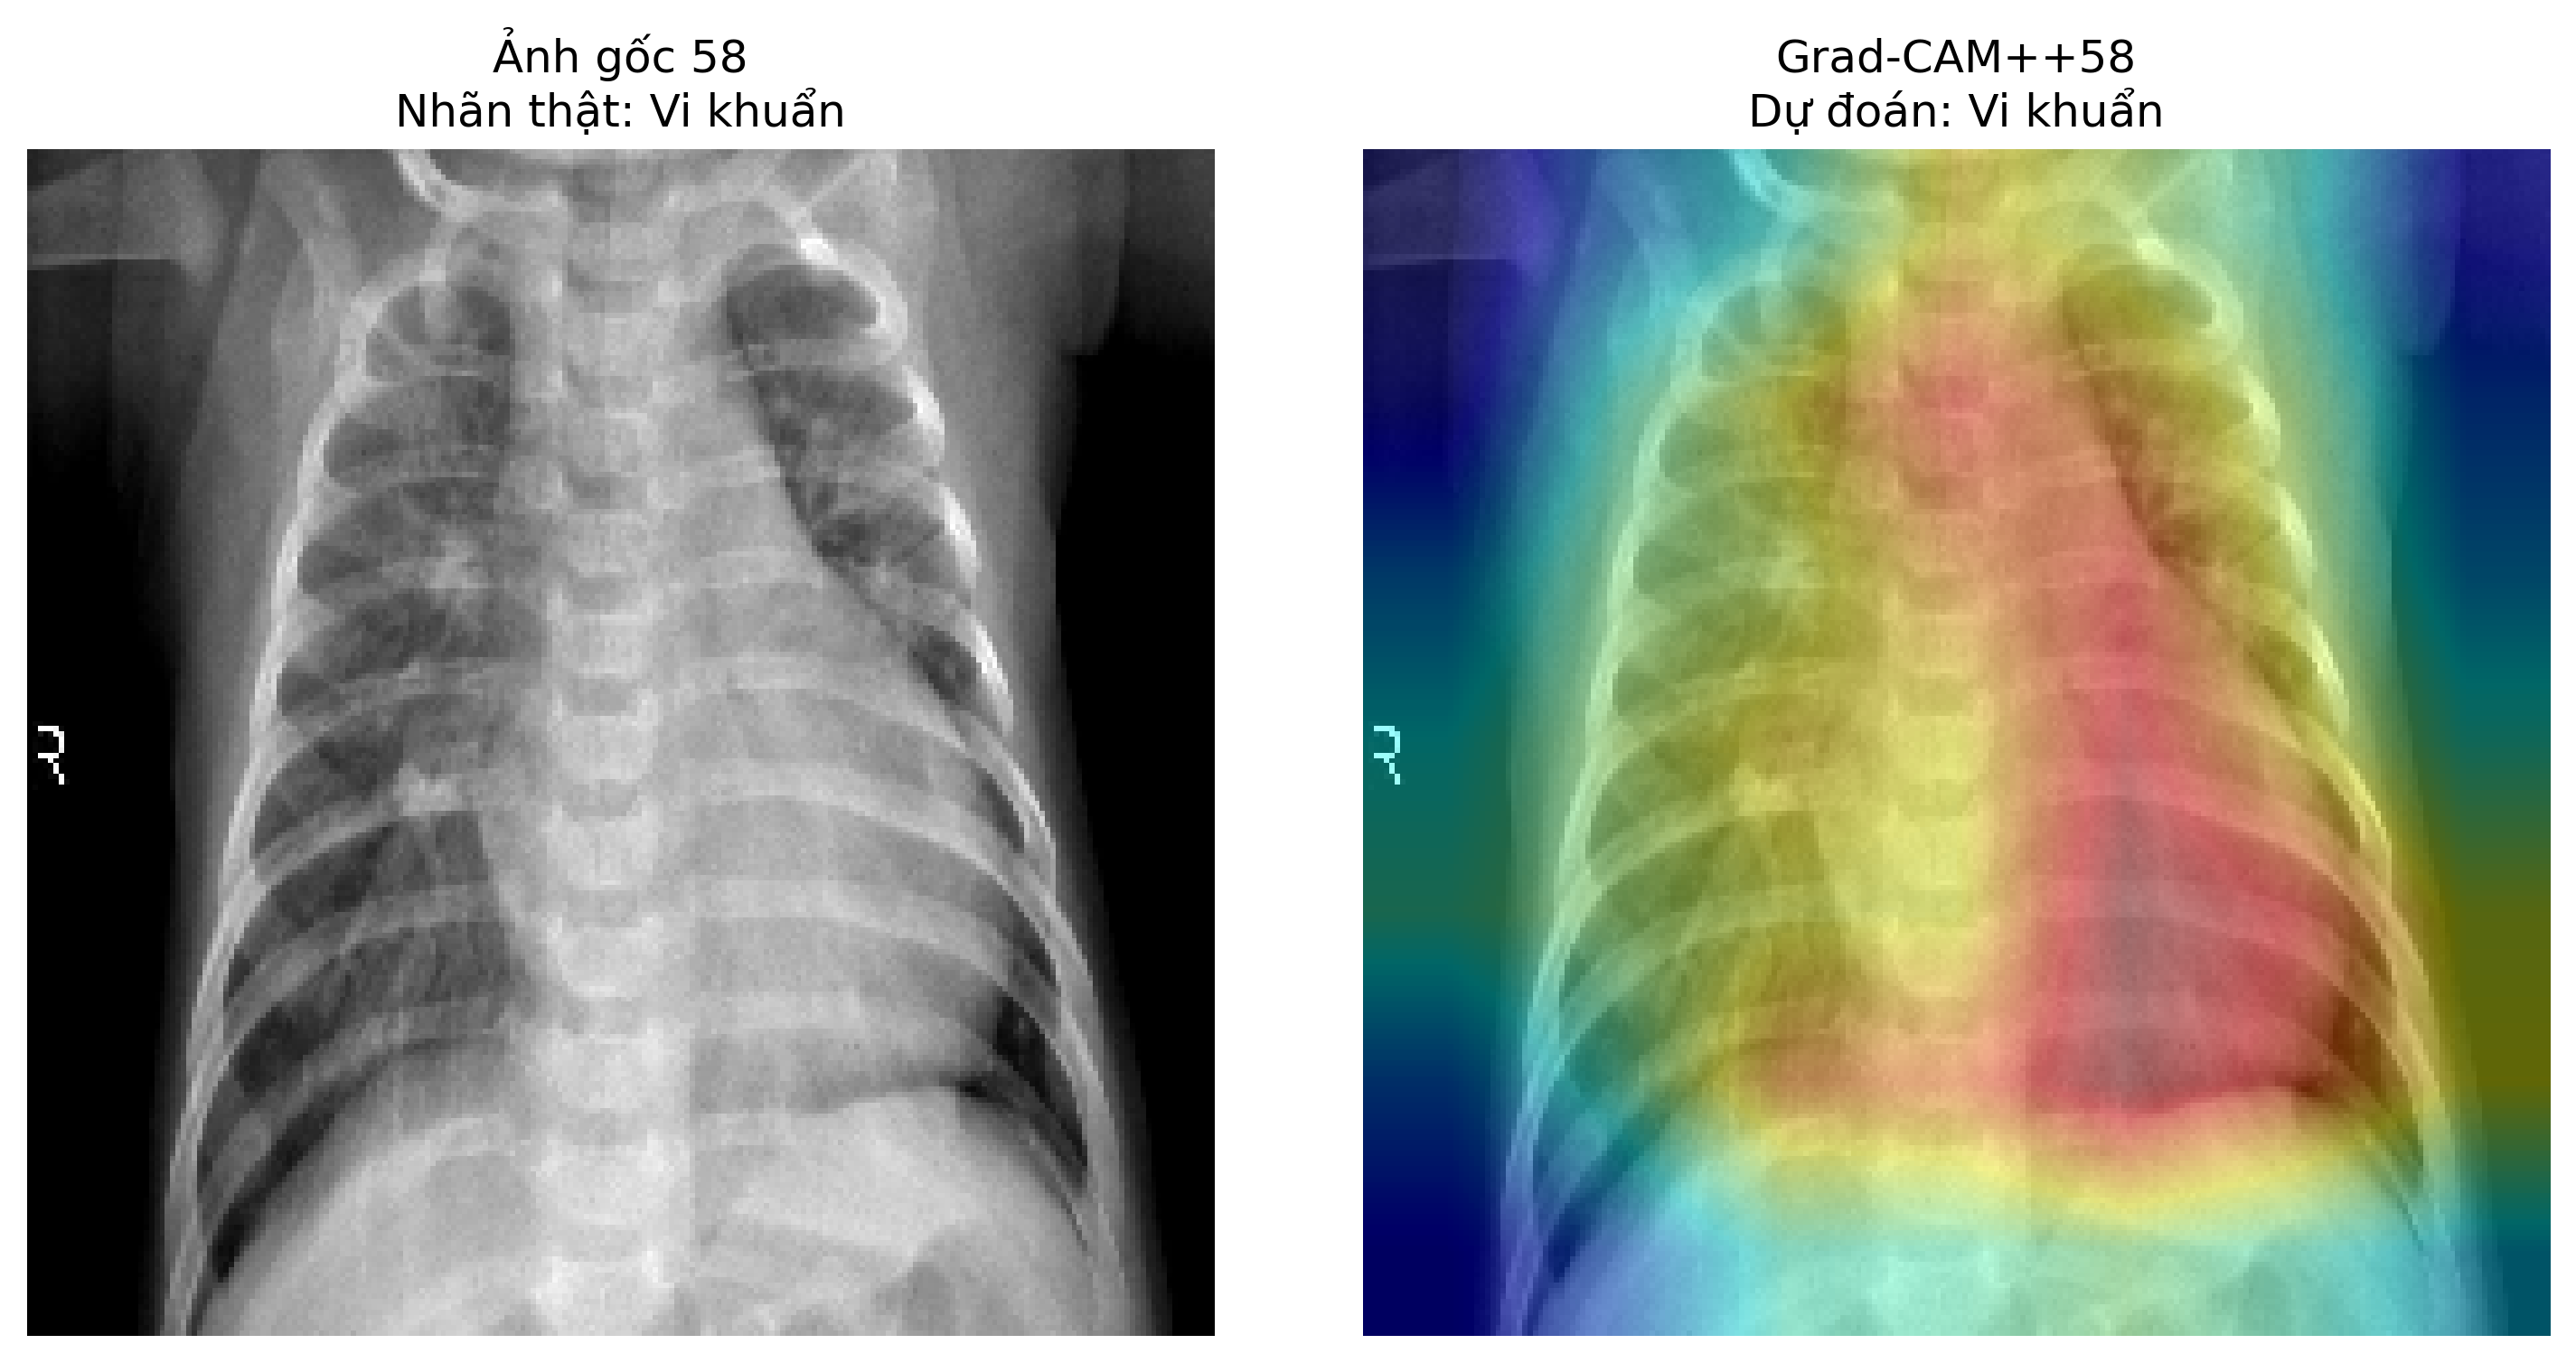 Ảnh gốc 58
Nhãn thật: Vi khuẩn
Grad-CAM++58
Dự đoán: Vi khuẩn
R
R